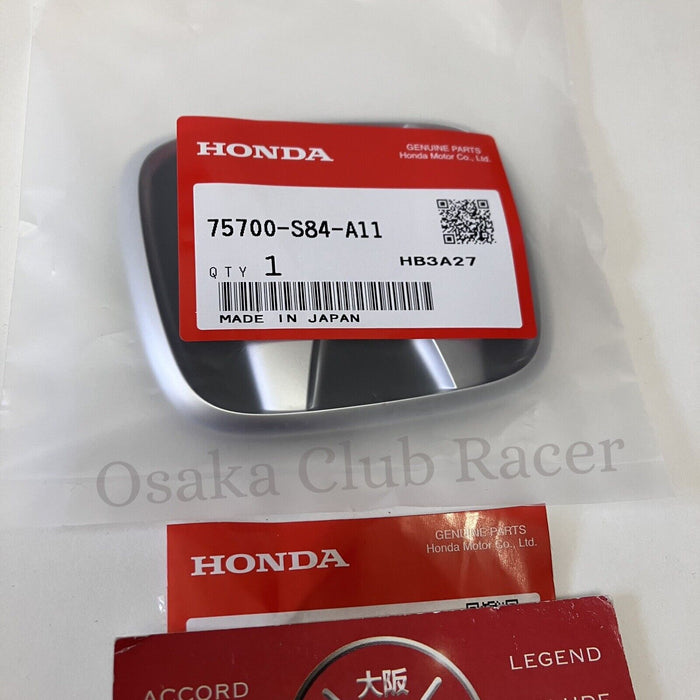 HONDA
GENUINE PARTS
Honda Motor Co., Ltd.
75700-S84-A11
QTY 1
HB3A27
MADE IN JAPAN
Osaka Club Racer
HONDA
GENUINE PARTS
Honda Motor Co., Ltd.
ACCORD
大阪
LEGEND